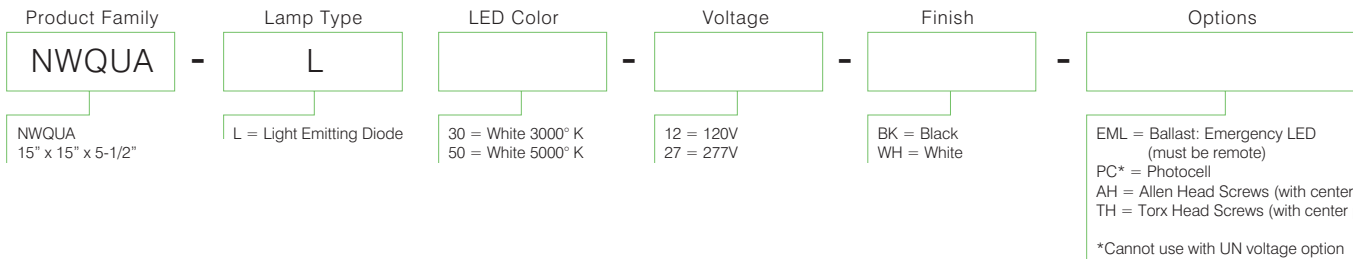 Product Family Lamp Type LED Color Voltage Finish Options
NWQUA - L - - -
NWQUA
15” x 15” x 5-1/2”
L = Light Emitting Diode
30 = White 3000° K
50 = White 5000° K
12 = 120V
27 = 277V
BK = Black
WH = White
EML = Ballast: Emergency LED
(must be remote)
PC* = Photocell
AH = Allen Head Screws (with center
TH = Torx Head Screws (with center
*Cannot use with UN voltage option